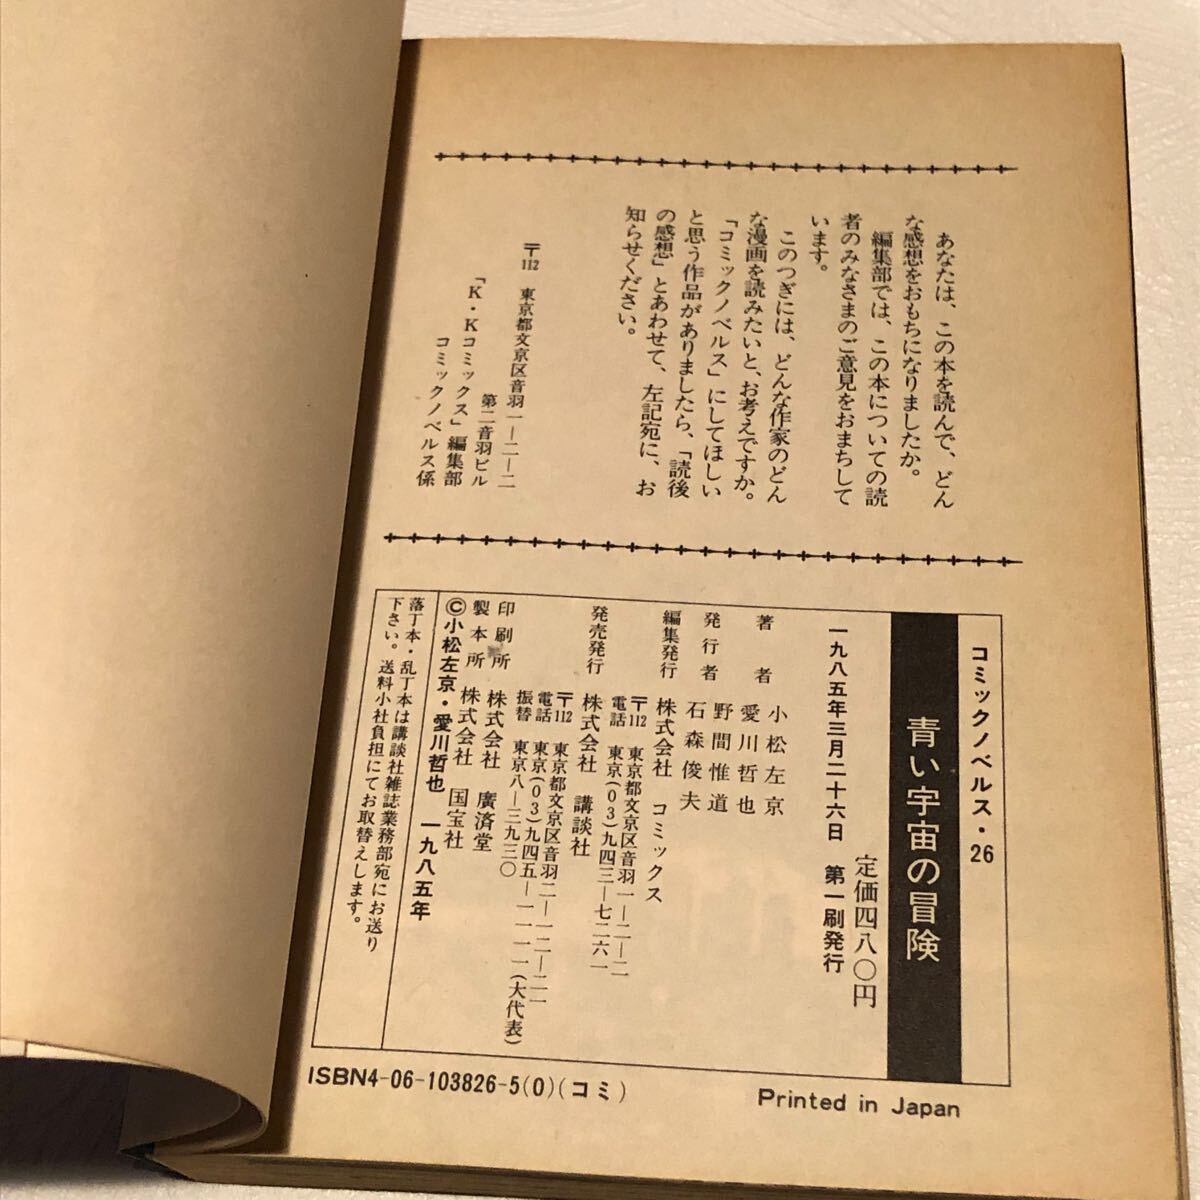 あなたは、この本を読んで、どん
な感想をおもちになりましたか。
編集部では、この本についての読
者のみなさまのご意見をおまちして
います。
このつぎには、どんな作家のどん
な漫画を読みたいと、お考えですか。
「コミックノベルス」にしてほしい
と思う作品がありましたら、「読後
の感想」とあわせて、左記宛に、お
知らせください。
〒112 東京都文京区音羽一―二―二
第二音羽ビル
「K・Kコミックス」編集部
コミックノベルス係
コミックノベルス・26
青い宇宙の冒険
定価四八〇円
一九八五年三月二十六日 第一刷発行
著者 小松左京
愛川哲也
発行者 野間惟道
石森俊夫
編集発行 株式会社 コミックス
〒112 東京都文京区音羽一―二―二
電話 東京(03)九四三―七二六一
発売発行 株式会社 講談社
〒112 東京都文京区音羽二―一二―二一
電話 東京(03)九四五―一一一一(大代表)
振替 東京八―三九三〇
印刷所 株式会社 廣済堂
製本所 株式会社 国宝社
©小松左京・愛川哲也 一九八五年
落丁本・乱丁本は講談社雑誌業務部宛にお送り
下さい。送料小社負担にてお取替えします。
ISBN4-06-103826-5(0)(コミ)
Printed in Japan